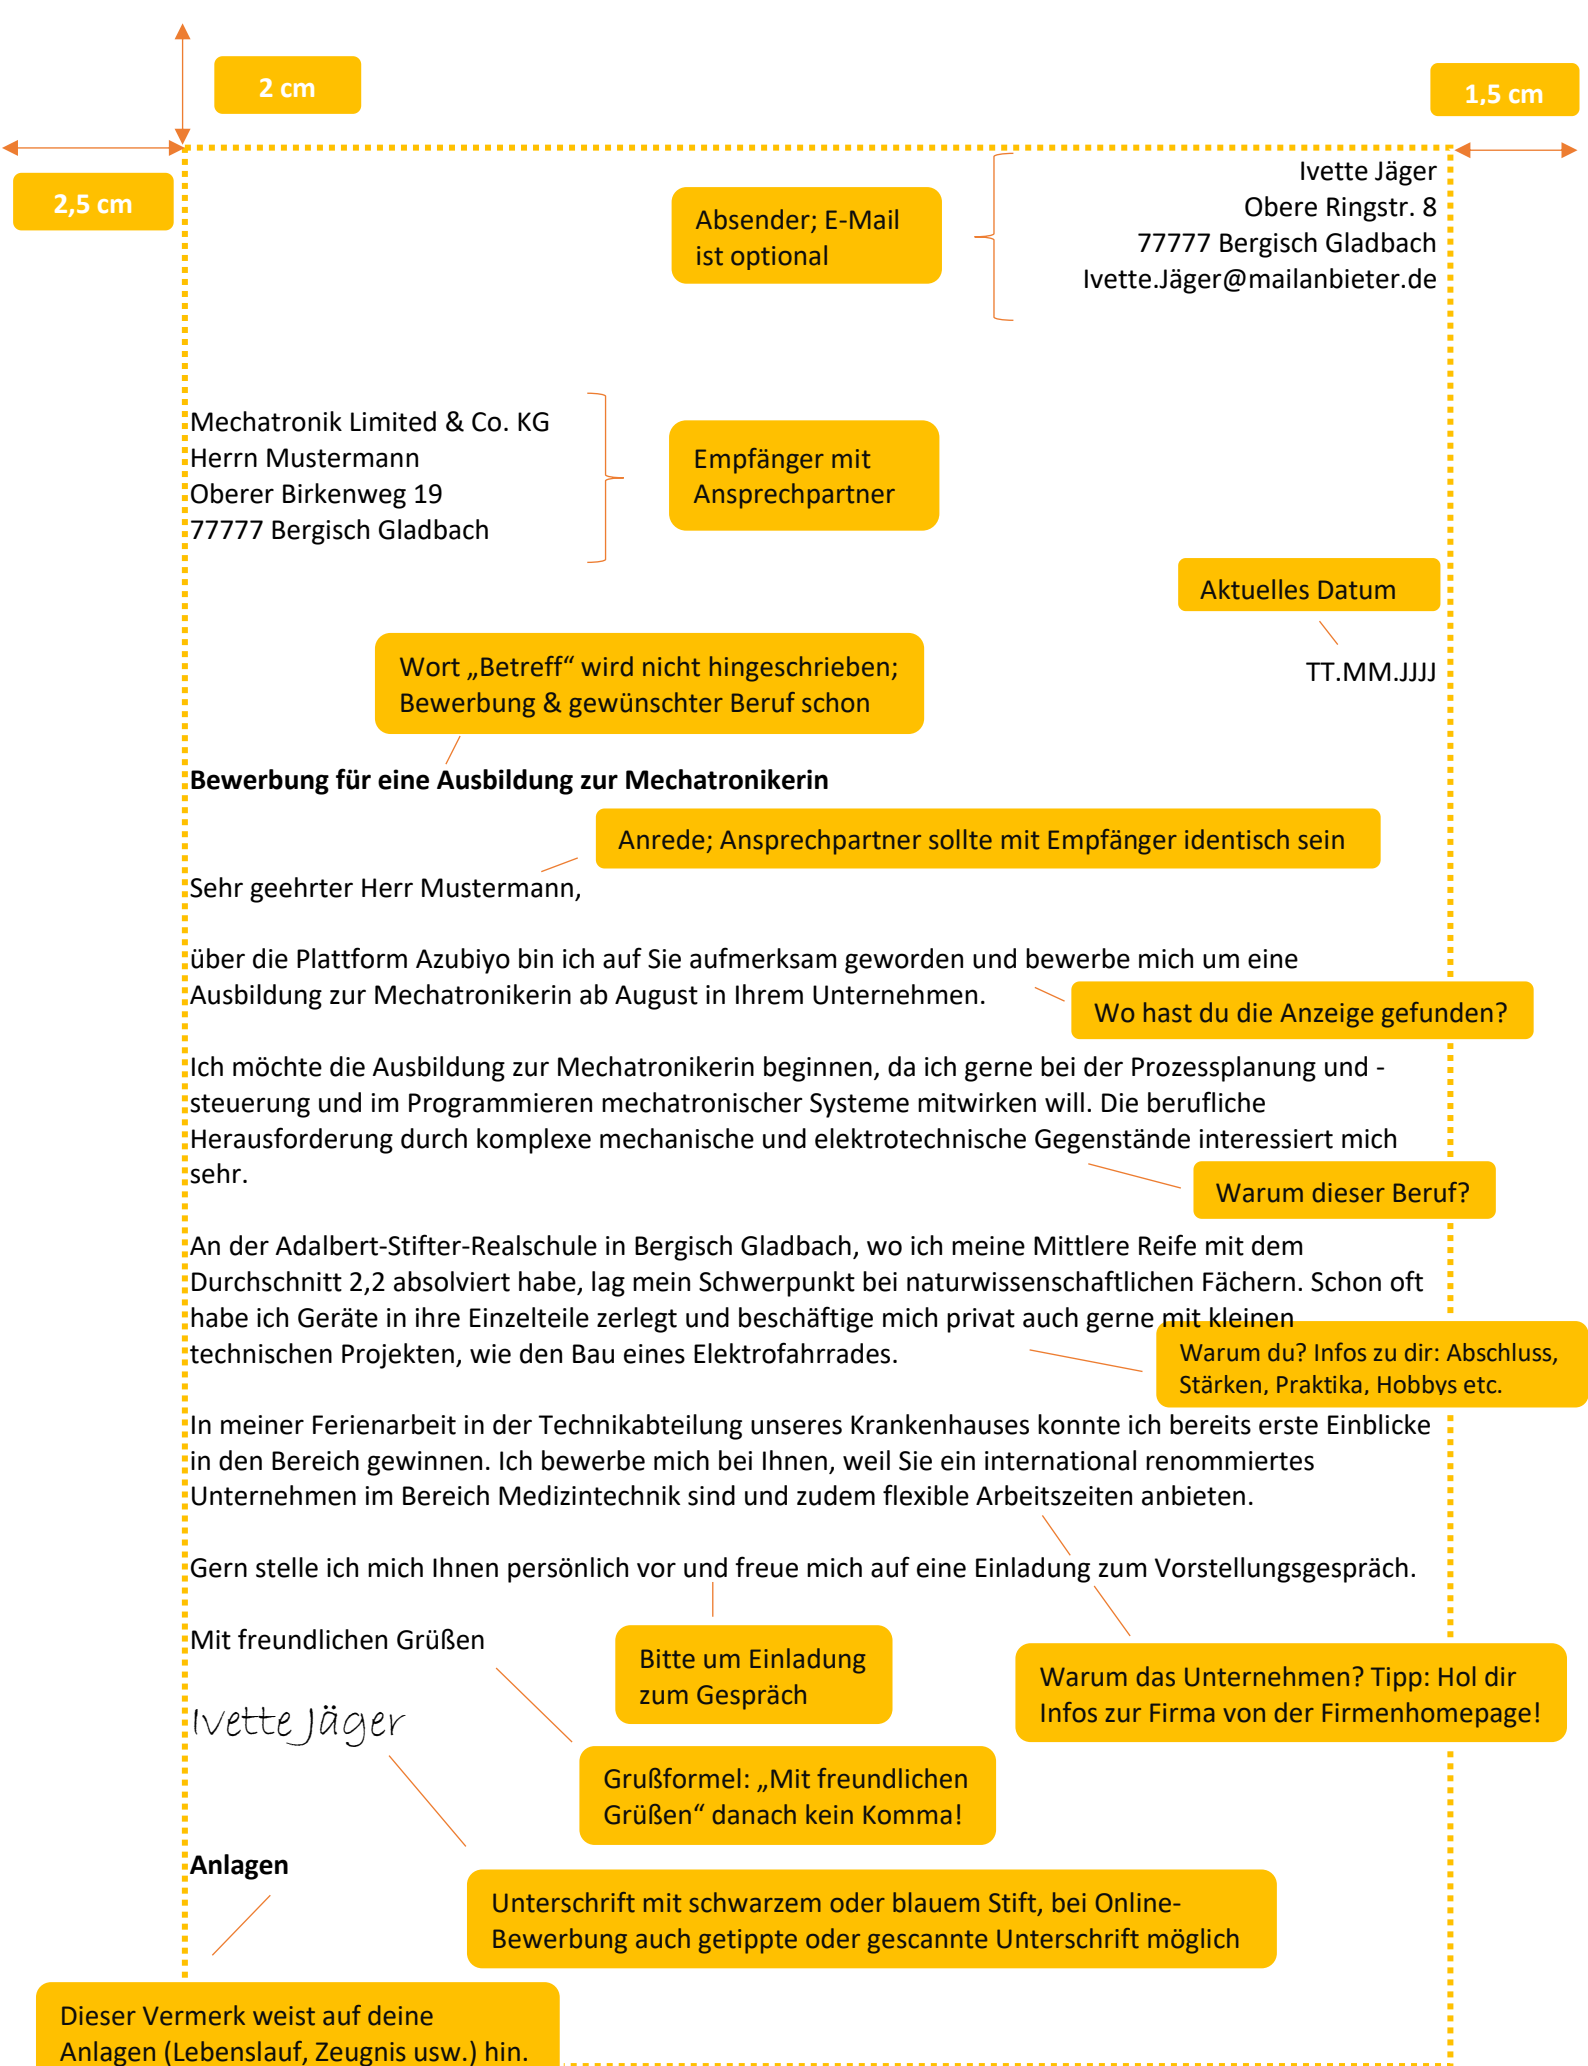 2 cm
1,5 cm
2,5 cm
Absender; E-Mail
ist optional
Ivette Jäger
Obere Ringstr. 8
77777 Bergisch Gladbach
Ivette.Jäger@mailanbieter.de
Mechatronik Limited & Co. KG
Herrn Mustermann
Oberer Birkenweg 19
77777 Bergisch Gladbach
Empfänger mit
Ansprechpartner
Aktuelles Datum
TT.MM.JJJJ
Wort „Betreff“ wird nicht hingeschrieben;
Bewerbung & gewünschter Beruf schon
Bewerbung für eine Ausbildung zur Mechatronikerin
Anrede; Ansprechpartner sollte mit Empfänger identisch sein
Sehr geehrter Herr Mustermann,
über die Plattform Azubiyo bin ich auf Sie aufmerksam geworden und bewerbe mich um eine
Ausbildung zur Mechatronikerin ab August in Ihrem Unternehmen.
Wo hast du die Anzeige gefunden?
Ich möchte die Ausbildung zur Mechatronikerin beginnen, da ich gerne bei der Prozessplanung und -
steuerung und im Programmieren mechatronischer Systeme mitwirken will. Die berufliche
Herausforderung durch komplexe mechanische und elektrotechnische Gegenstände interessiert mich
sehr.
Warum dieser Beruf?
An der Adalbert-Stifter-Realschule in Bergisch Gladbach, wo ich meine Mittlere Reife mit dem
Durchschnitt 2,2 absolviert habe, lag mein Schwerpunkt bei naturwissenschaftlichen Fächern. Schon oft
habe ich Geräte in ihre Einzelteile zerlegt und beschäftige mich privat auch gerne mit kleinen
technischen Projekten, wie den Bau eines Elektrofahrrades.
Warum du? Infos zu dir: Abschluss,
Stärken, Praktika, Hobbys etc.
In meiner Ferienarbeit in der Technikabteilung unseres Krankenhauses konnte ich bereits erste Einblicke
in den Bereich gewinnen. Ich bewerbe mich bei Ihnen, weil Sie ein international renommiertes
Unternehmen im Bereich Medizintechnik sind und zudem flexible Arbeitszeiten anbieten.
Gern stelle ich mich Ihnen persönlich vor und freue mich auf eine Einladung zum Vorstellungsgespräch.
Mit freundlichen Grüßen
Bitte um Einladung
zum Gespräch
Warum das Unternehmen? Tipp: Hol dir
Infos zur Firma von der Firmenhomepage!
Ivette Jäger
Grußformel: „Mit freundlichen
Grüßen“ danach kein Komma!
Anlagen
Unterschrift mit schwarzem oder blauem Stift, bei Online-
Bewerbung auch getippte oder gescannte Unterschrift möglich
Dieser Vermerk weist auf deine
Anlagen (Lebenslauf, Zeugnis usw.) hin.